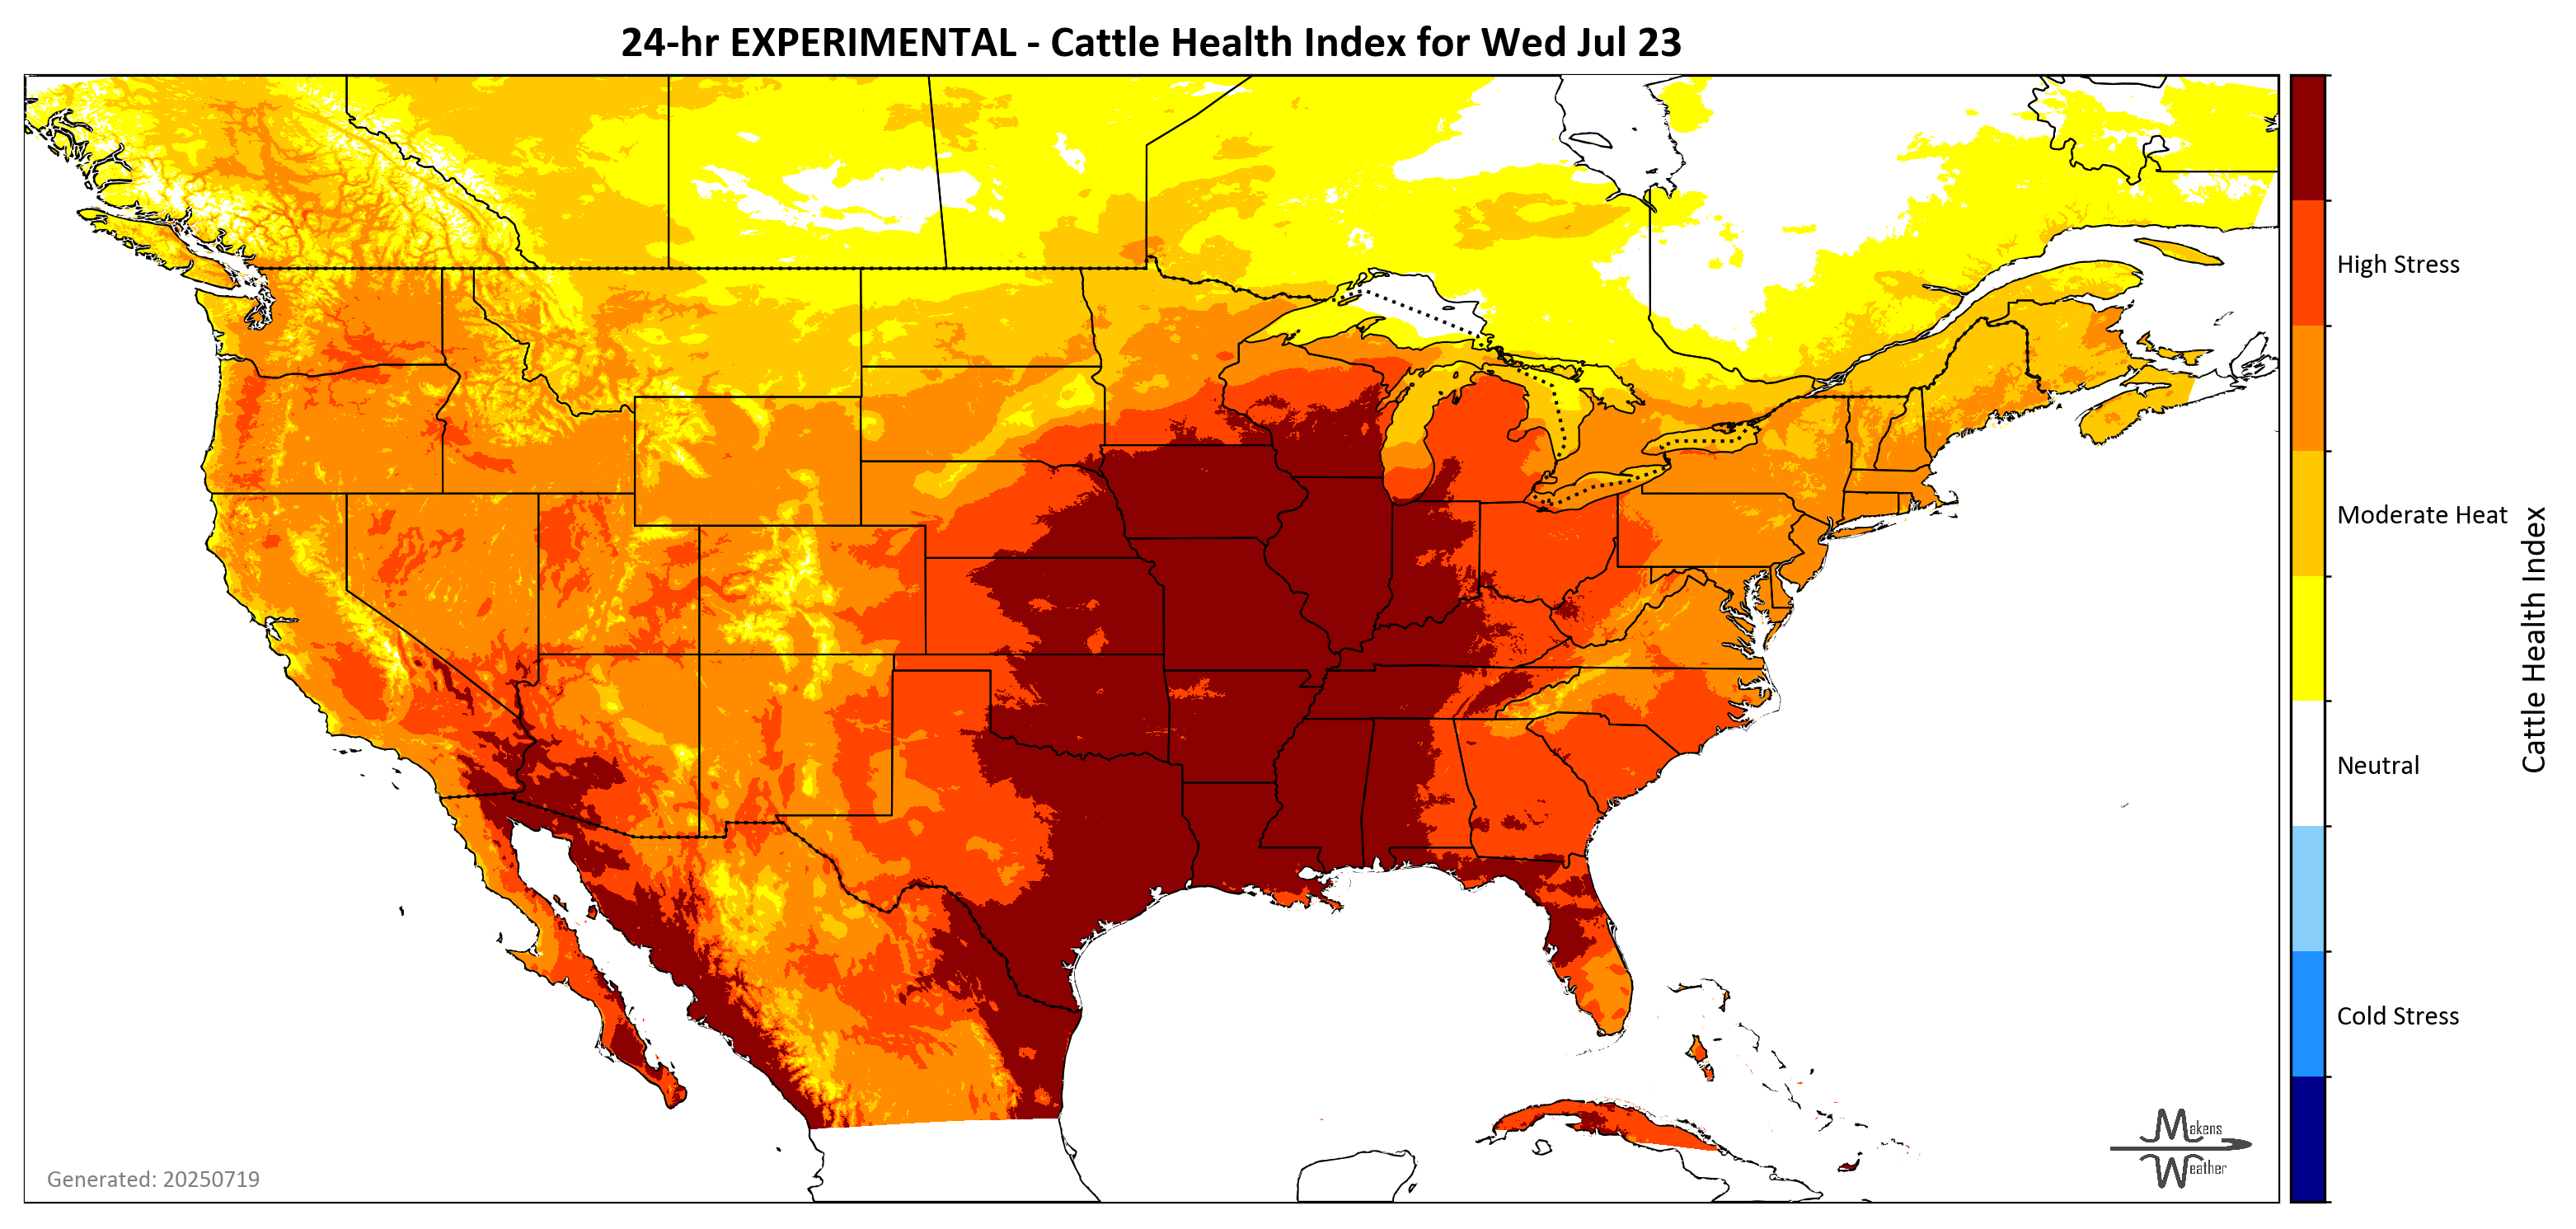 24-hr EXPERIMENTAL - Cattle Health Index for Wed Jul 23
High Stress
Moderate Heat
Neutral
Cold Stress
Cattle Health Index
Makens
Weather
Generated: 20250719